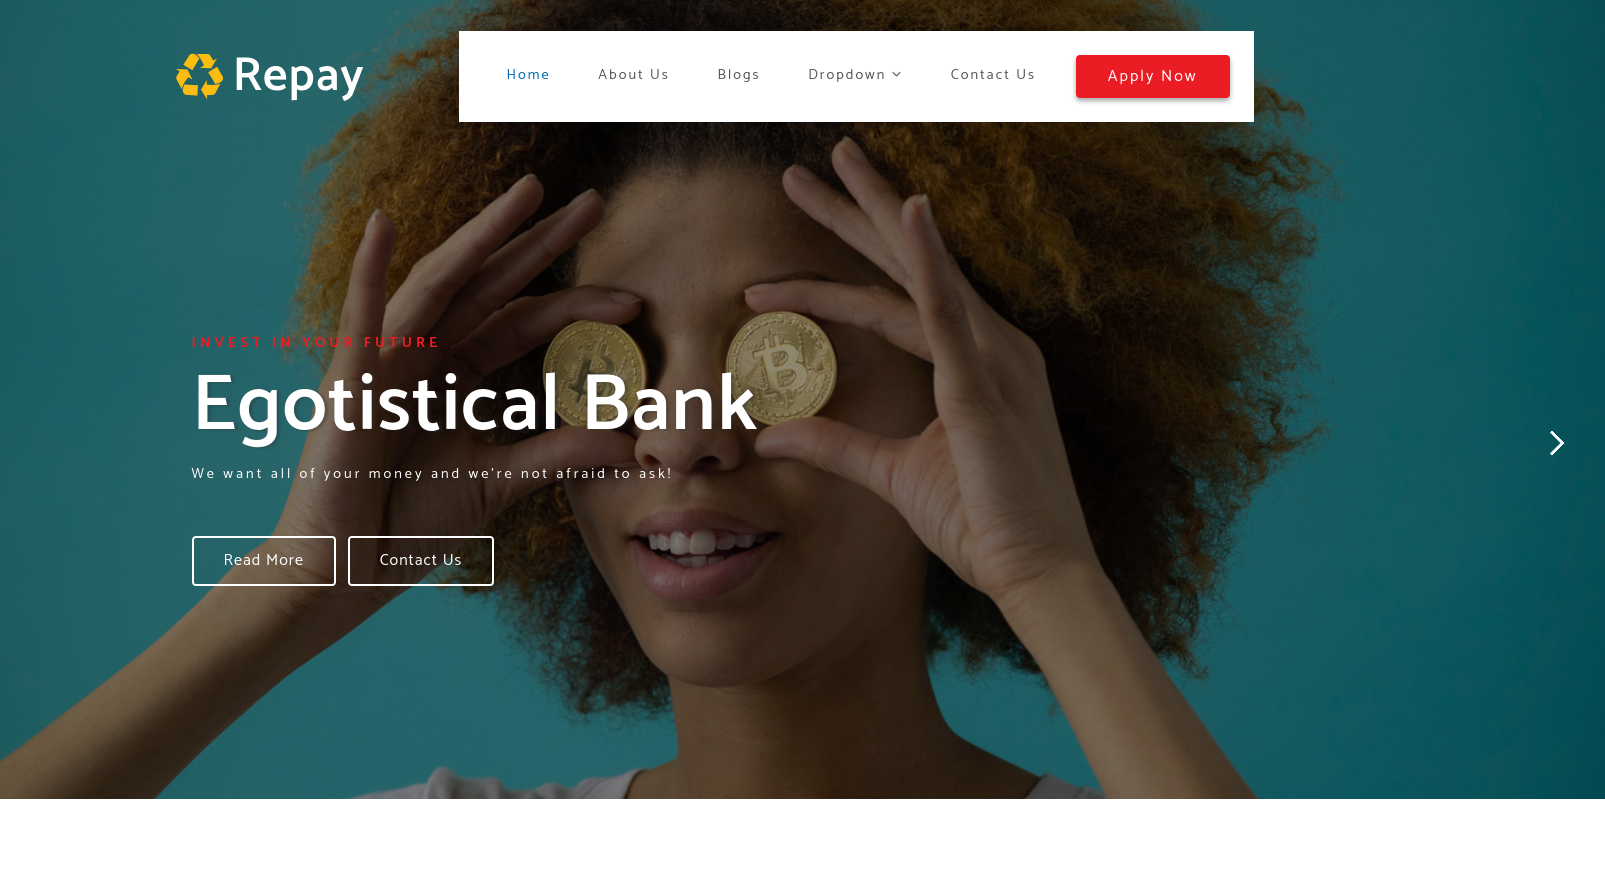 Repay
Home About Us Blogs Dropdown Contact Us Apply Now
INVEST IN YOUR FUTURE
Egotistical Bank
We want all of your money and we're not afraid to ask!
Read More Contact Us